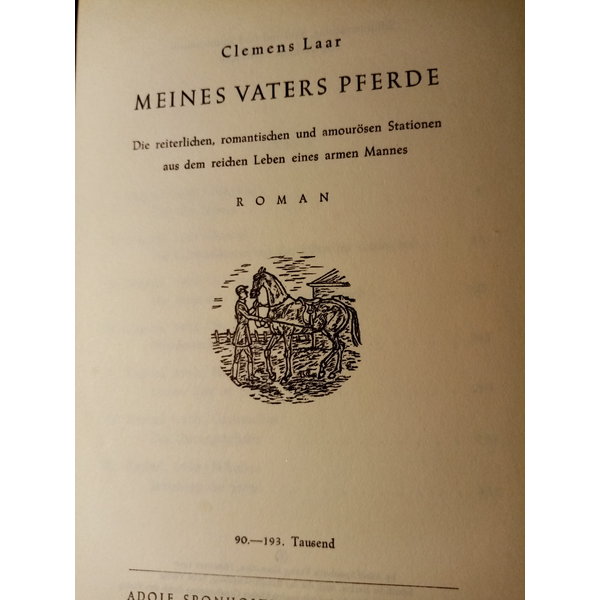 Clemens Laar
MEINES VATERS PFERDE
Die reiterlichen, romantischen und amourösen Stationen
aus dem reichen Leben eines armen Mannes
ROMAN
90.—193. Tausend
ADOLF